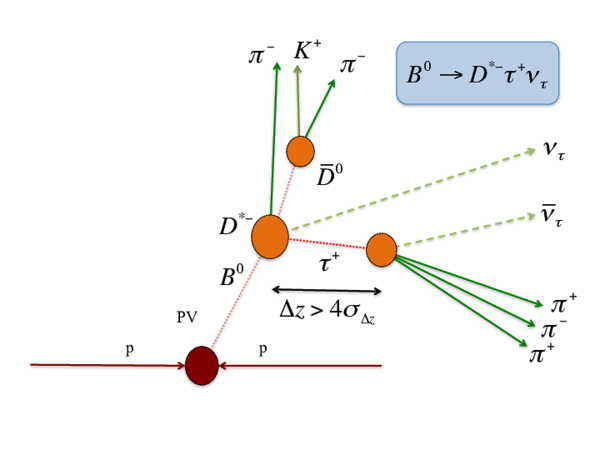 π⁻ K⁺ π⁻
B⁰ → D*⁻τ⁺ν_τ
ν_τ
D̅⁰
ν̅_τ
D*⁻
τ⁺
B⁰
Δz > 4σ_Δz
π⁺
π⁻
π⁺
PV
p p